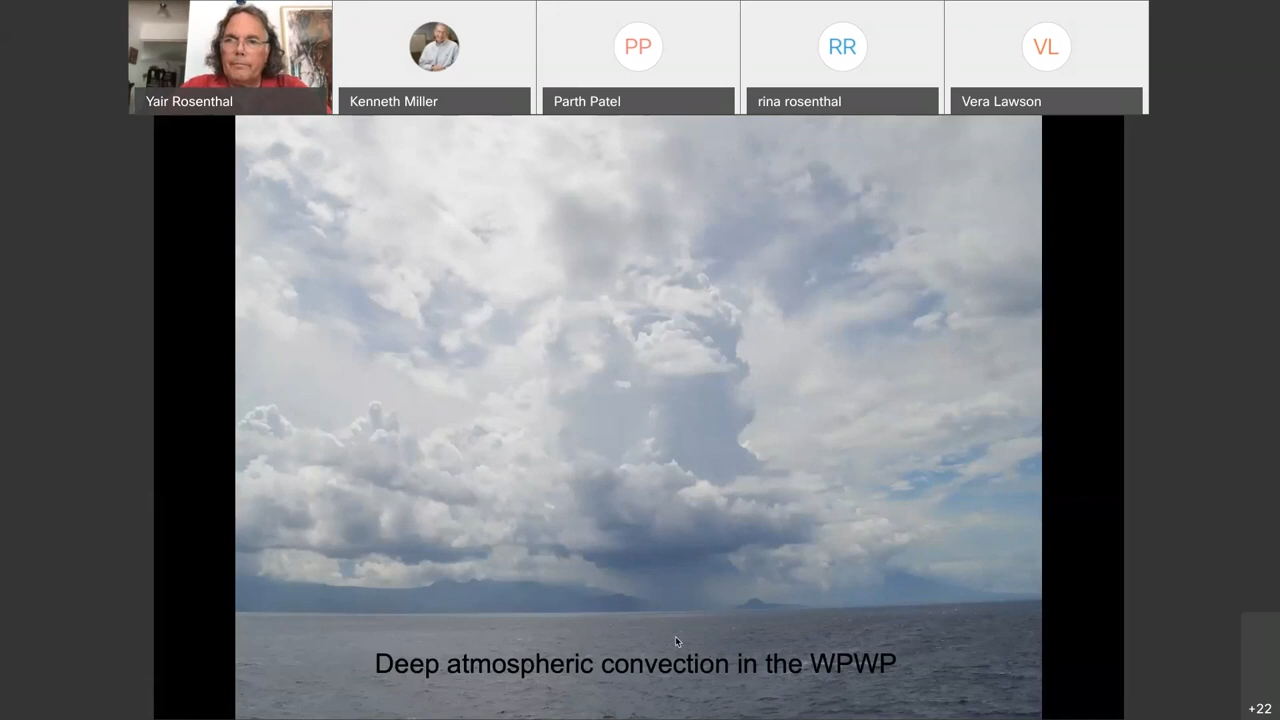 PP
RR
VL
Yair Rosenthal
Kenneth Miller
Parth Patel
rina rosenthal
Vera Lawson
Deep atmospheric convection in the WPWP
+22